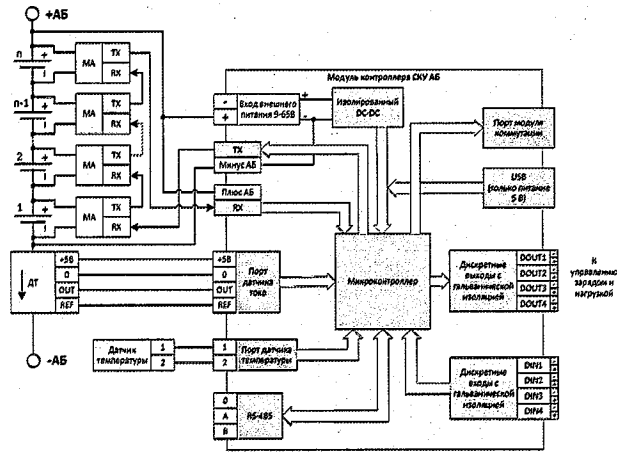 +АБ
n
+
-
МА
TX
RX
n-1
+
-
МА
TX
RX
2
+
-
МА
TX
RX
1
+
-
МА
TX
RX
ДТ
+5В
0
OUT
REF
-АБ
Датчик
температуры
1
2
Модуль контроллера СКУ АБ
-
+
Вход внешнего
питания 9-65В
+
-
Изолированный
DC-DC
TX
Минус АБ
Плюс АБ
RX
+5В
0
OUT
REF
Порт
датчика
тока
1
2
Порт датчика
температуры
0
A
B
RS-485
Микроконтроллер
Порт модуля
коммутации
USB
(только питание
5 В)
Дискретные
выходы с
гальванической
изоляцией
DOUT1
DOUT2
DOUT3
DOUT4
К
управлению
зарядом и
нагрузкой
Дискретные
входы с
гальванической
изоляцией
DIN1
DIN2
DIN3
DIN4